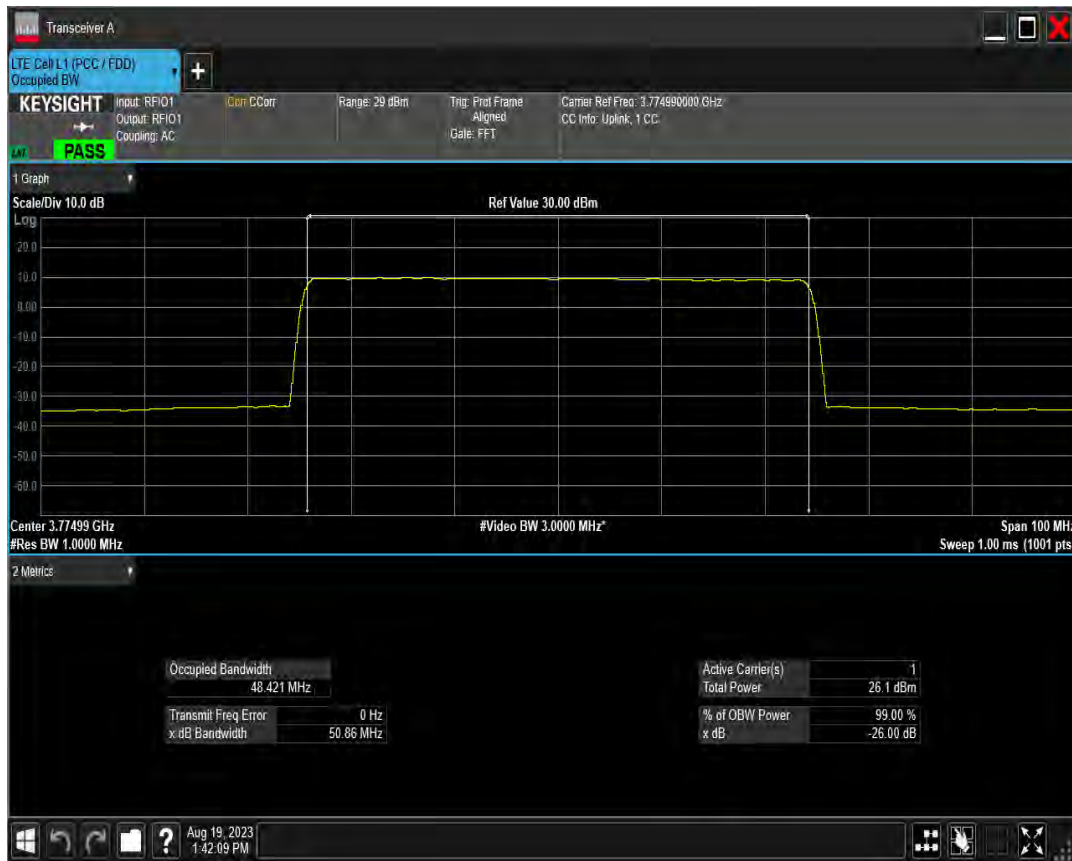 Transceiver A
LTE Cell L1 (PCC / FDD)
Occupied BW
KEYSIGHT
Input: RFIO1
Output: RFIO1
Coupling: AC
Corr CCorr
Range: 29 dBm
Trig: Prdt Frame
Aligned
Gate: FFT
Carrier Ref Freq: 3.774990000 GHz
CC Info: Uplink, 1 CC
PASS
1 Graph
Scale/Div 10.0 dB
Ref Value 30.00 dBm
Log
20.0
10.0
0.00
-10.0
-20.0
-30.0
-40.0
-50.0
-60.0
Center 3.77499 GHz
#Video BW 3.0000 MHz*
Span 100 MHz
#Res BW 1.0000 MHz
Sweep 1.00 ms (1001 pts
2 Metrics
Occupied Bandwidth
48.421 MHz
Transmit Freq Error 0 Hz
x dB Bandwidth 50.86 MHz
Active Carrier(s) 1
Total Power 26.1 dBm
% of OBW Power 99.00 %
x dB -26.00 dB
Aug 19, 2023
1:42:09 PM